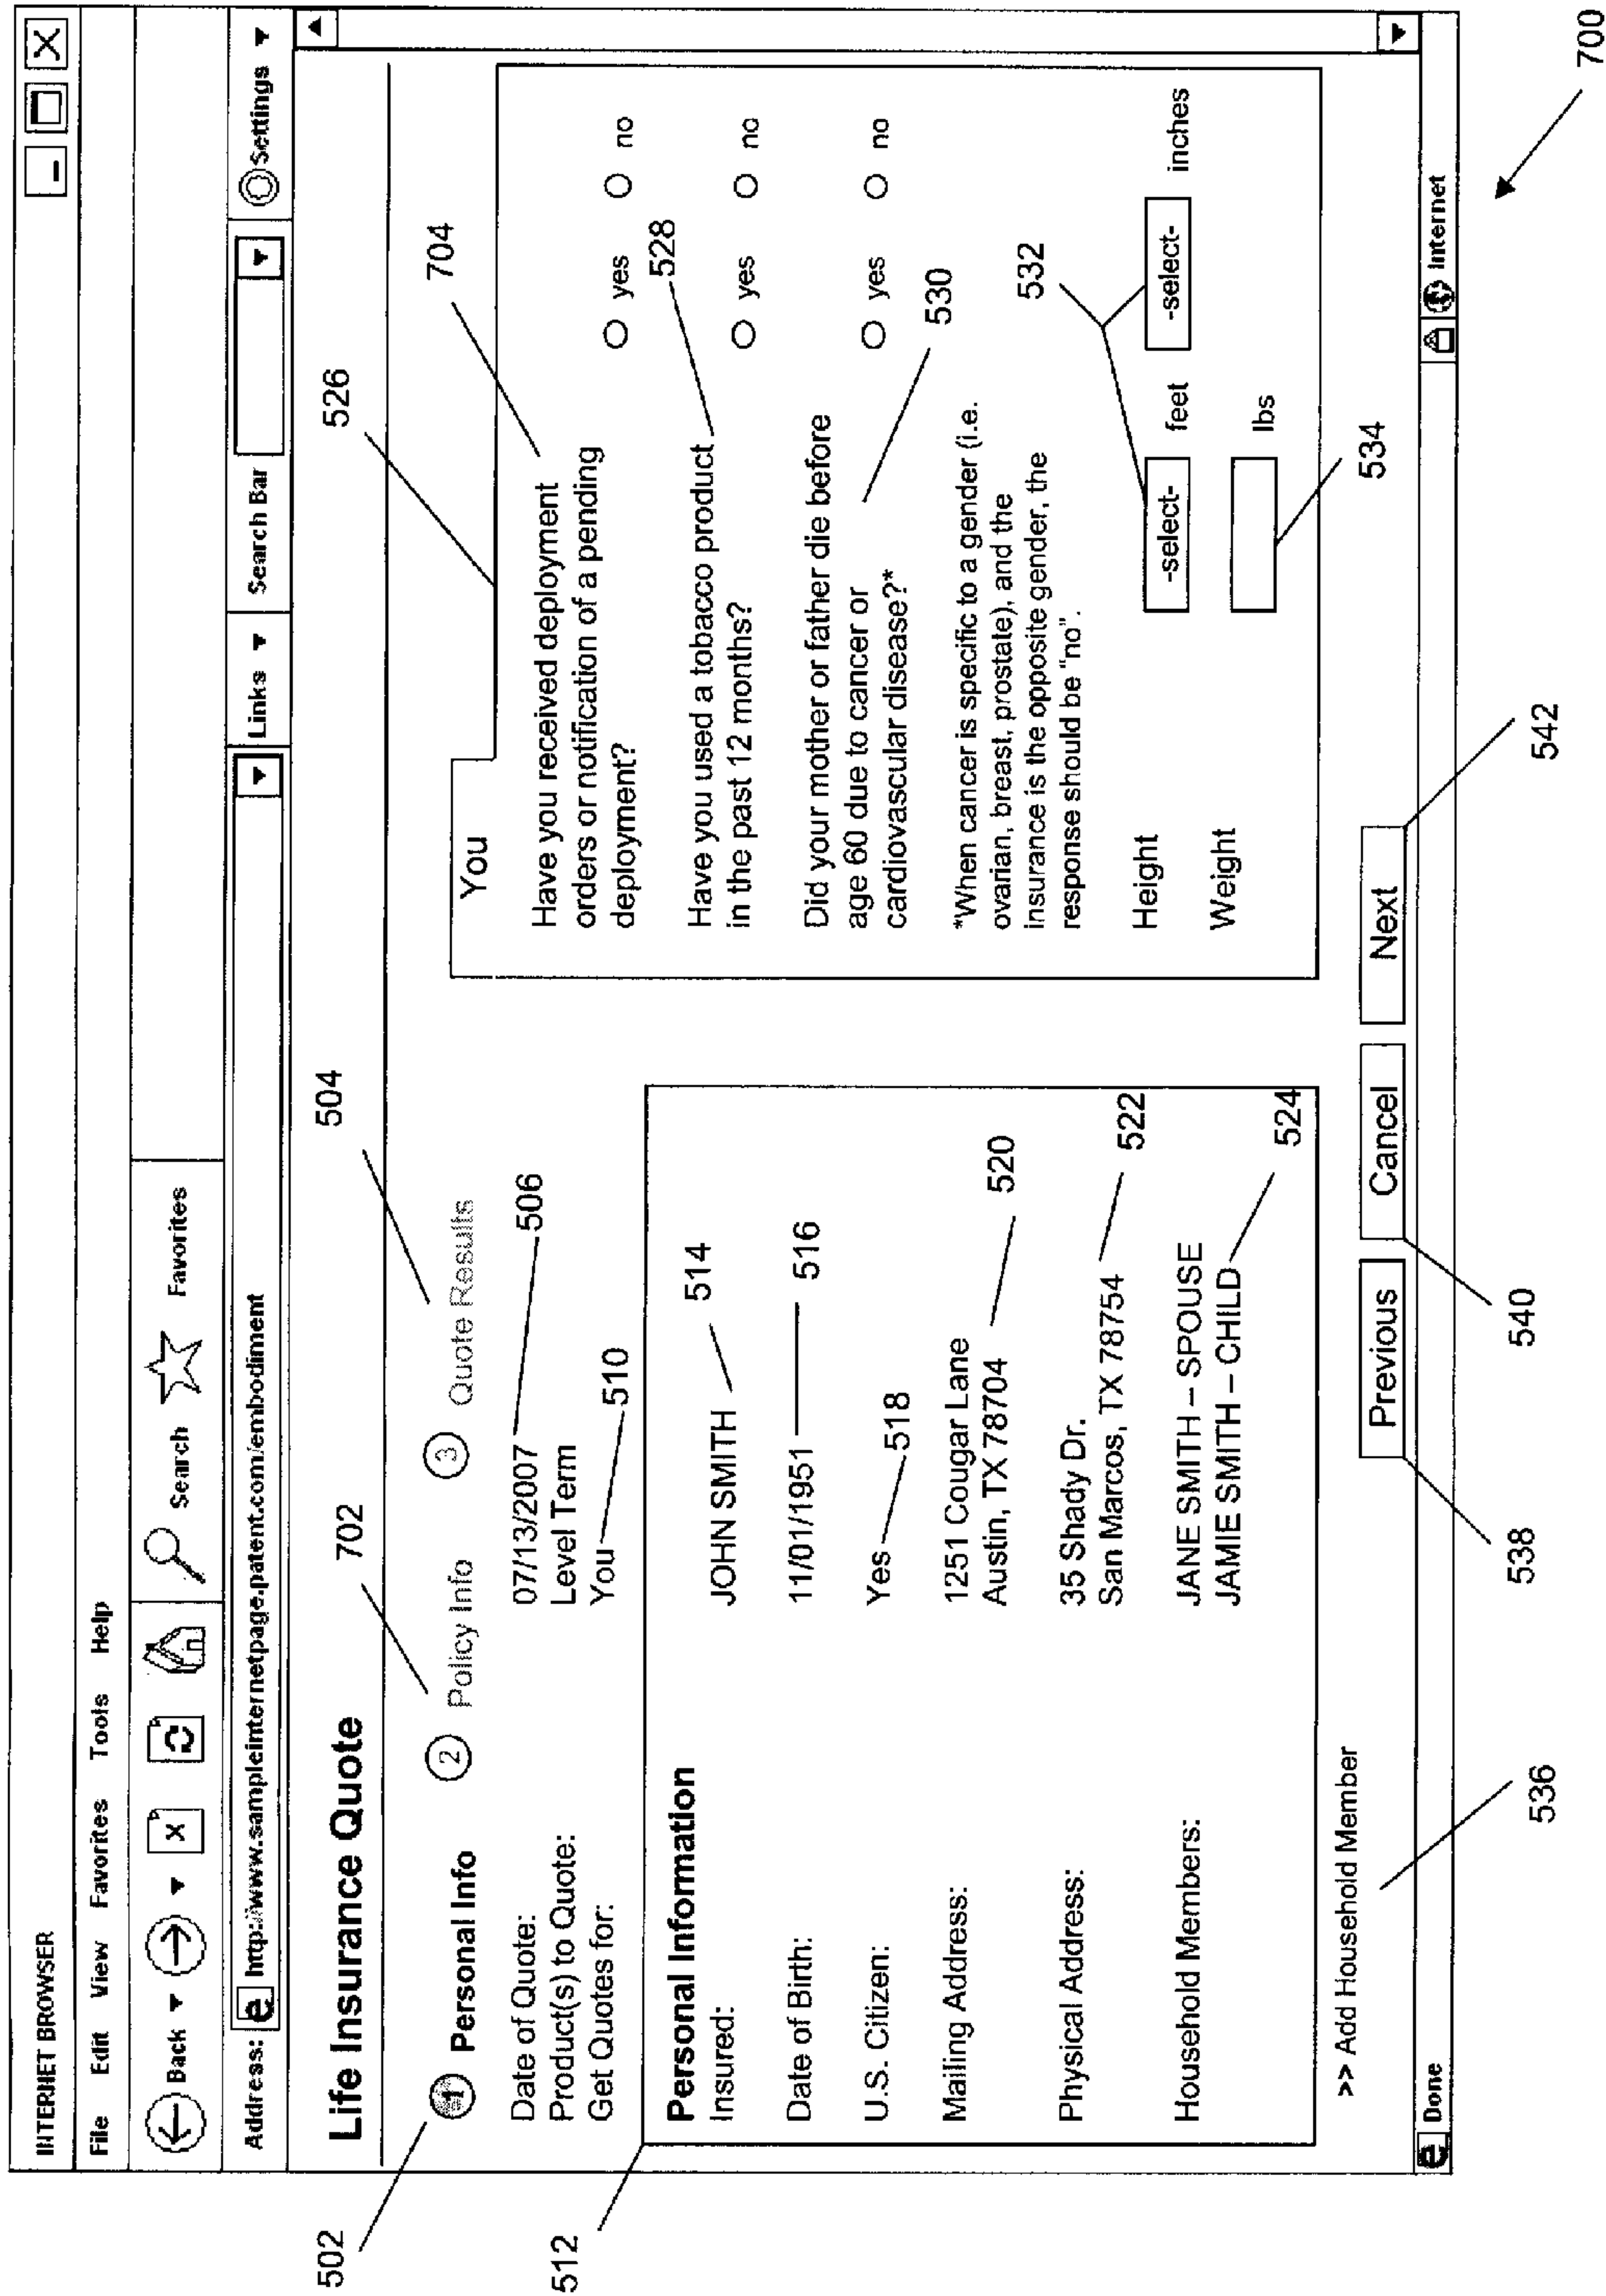 INTERNET BROWSER
File Edit View Favorites Tools Help
Back Search Favorites
Address: http://www.sampleinternetpage.patent.com/embodiment Links Search Bar Settings
Life Insurance Quote
702
504
526
704
502
1 Personal Info 2 Policy Info 3 Quote Results
Date of Quote: 07/13/2007 506
Product(s) to Quote: Level Term
Get Quotes for: You 510
512
Personal Information
Insured: JOHN SMITH 514
Date of Birth: 11/01/1951 516
U.S. Citizen: Yes 518
Mailing Address: 1251 Cougar Lane
Austin, TX 78704 520
Physical Address: 35 Shady Dr.
San Marcos, TX 78754 522
Household Members: JANE SMITH – SPOUSE
JAMIE SMITH – CHILD 524
>> Add Household Member
536
You
Have you received deployment
orders or notification of a pending
deployment?
yes no
528
Have you used a tobacco product
in the past 12 months?
yes no
Did your mother or father die before
age 60 due to cancer or
cardiovascular disease?*
yes no
530
*When cancer is specific to a gender (i.e.
ovarian, breast, prostate), and the
insurance is the opposite gender, the
response should be "no".
532
Height -select- feet -select- inches
Weight lbs
534
Previous Cancel Next
538 540 542
Done Internet
700